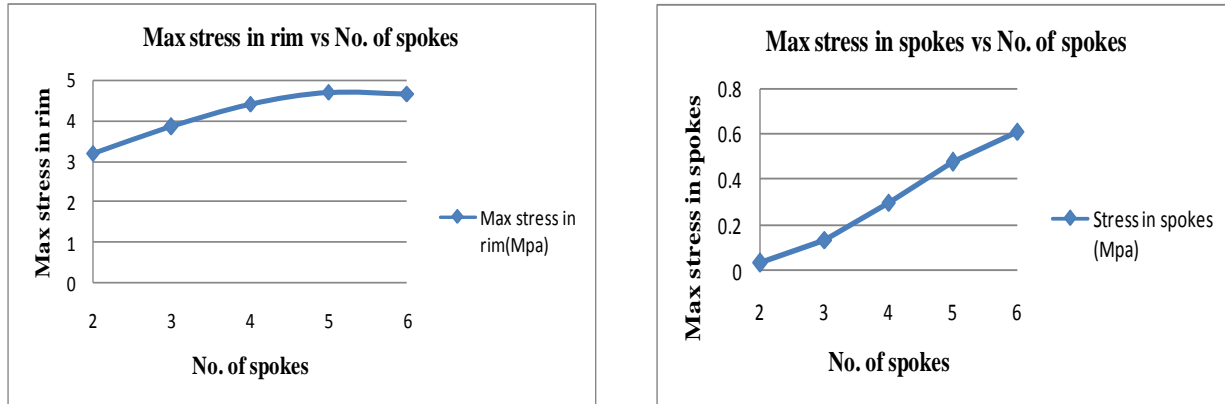 Max stress in rim vs No. of spokes
Max stress in rim
5
4
3
2
1
0
2 3 4 5 6
No. of spokes
Max stress in
rim(Mpa)
Max stress in spokes vs No. of spokes
Max stress in spokes
0.8
0.6
0.4
0.2
0
2 3 4 5 6
No. of spokes
Stress in spokes
(Mpa)